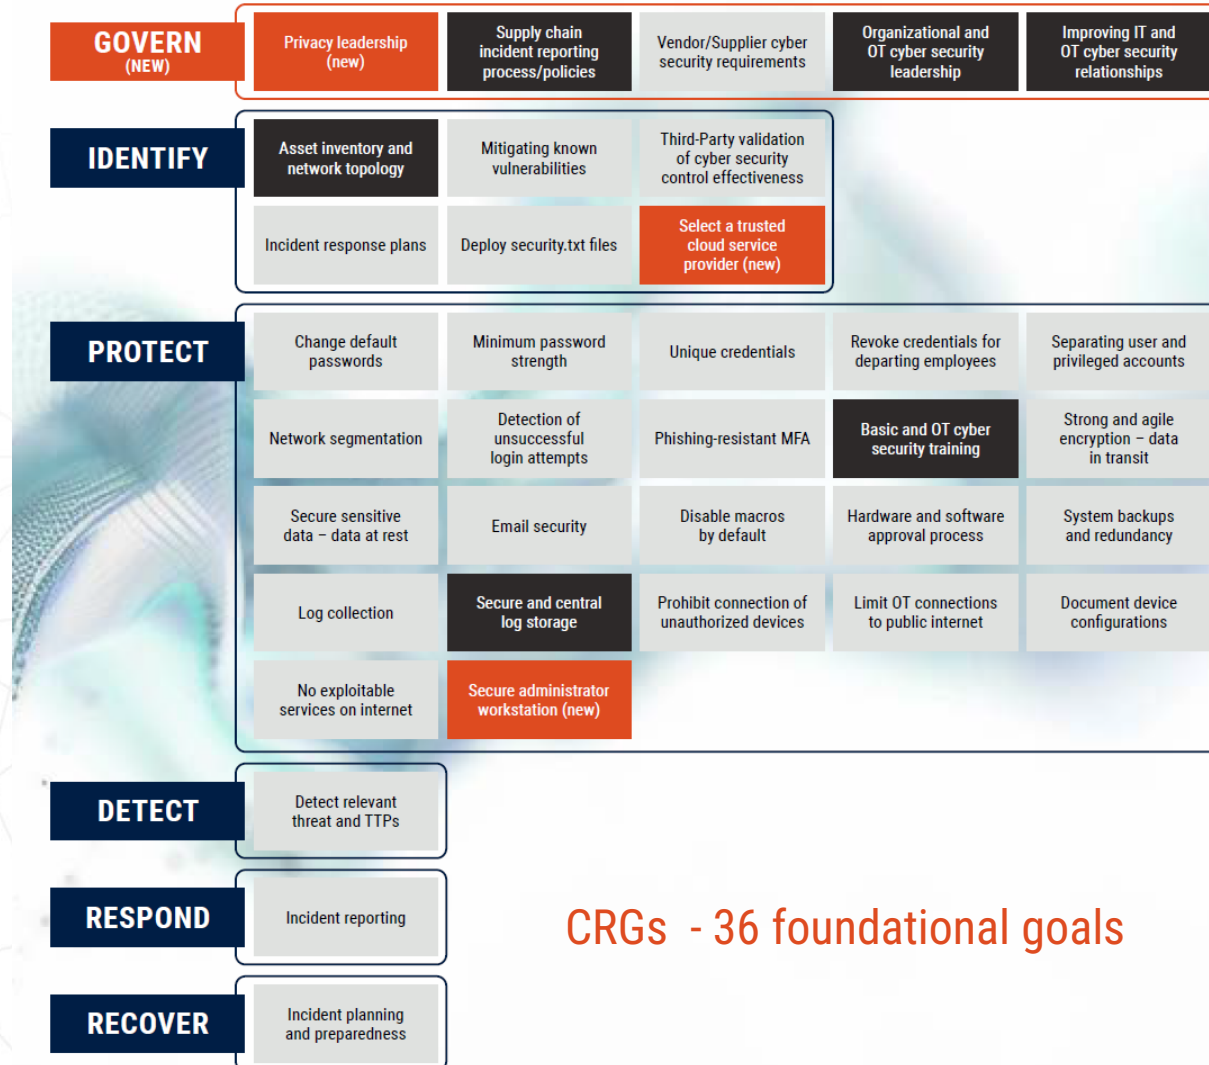 GOVERN
(NEW)
Privacy leadership
(new)
Supply chain
incident reporting
process/policies
Vendor/Supplier cyber
security requirements
Organizational and
OT cyber security
leadership
Improving IT and
OT cyber security
relationships
IDENTIFY
Asset inventory and
network topology
Mitigating known
vulnerabilities
Third-Party validation
of cyber security
control effectiveness
Incident response plans
Deploy security.txt files
Select a trusted
cloud service
provider (new)
PROTECT
Change default
passwords
Minimum password
strength
Unique credentials
Revoke credentials for
departing employees
Separating user and
privileged accounts
Network segmentation
Detection of
unsuccessful
login attempts
Phishing-resistant MFA
Basic and OT cyber
security training
Strong and agile
encryption – data
in transit
Secure sensitive
data – data at rest
Email security
Disable macros
by default
Hardware and software
approval process
System backups
and redundancy
Log collection
Secure and central
log storage
Prohibit connection of
unauthorized devices
Limit OT connections
to public internet
Document device
configurations
No exploitable
services on internet
Secure administrator
workstation (new)
DETECT
Detect relevant
threat and TTPs
RESPOND
Incident reporting
CRGs - 36 foundational goals
RECOVER
Incident planning
and preparedness